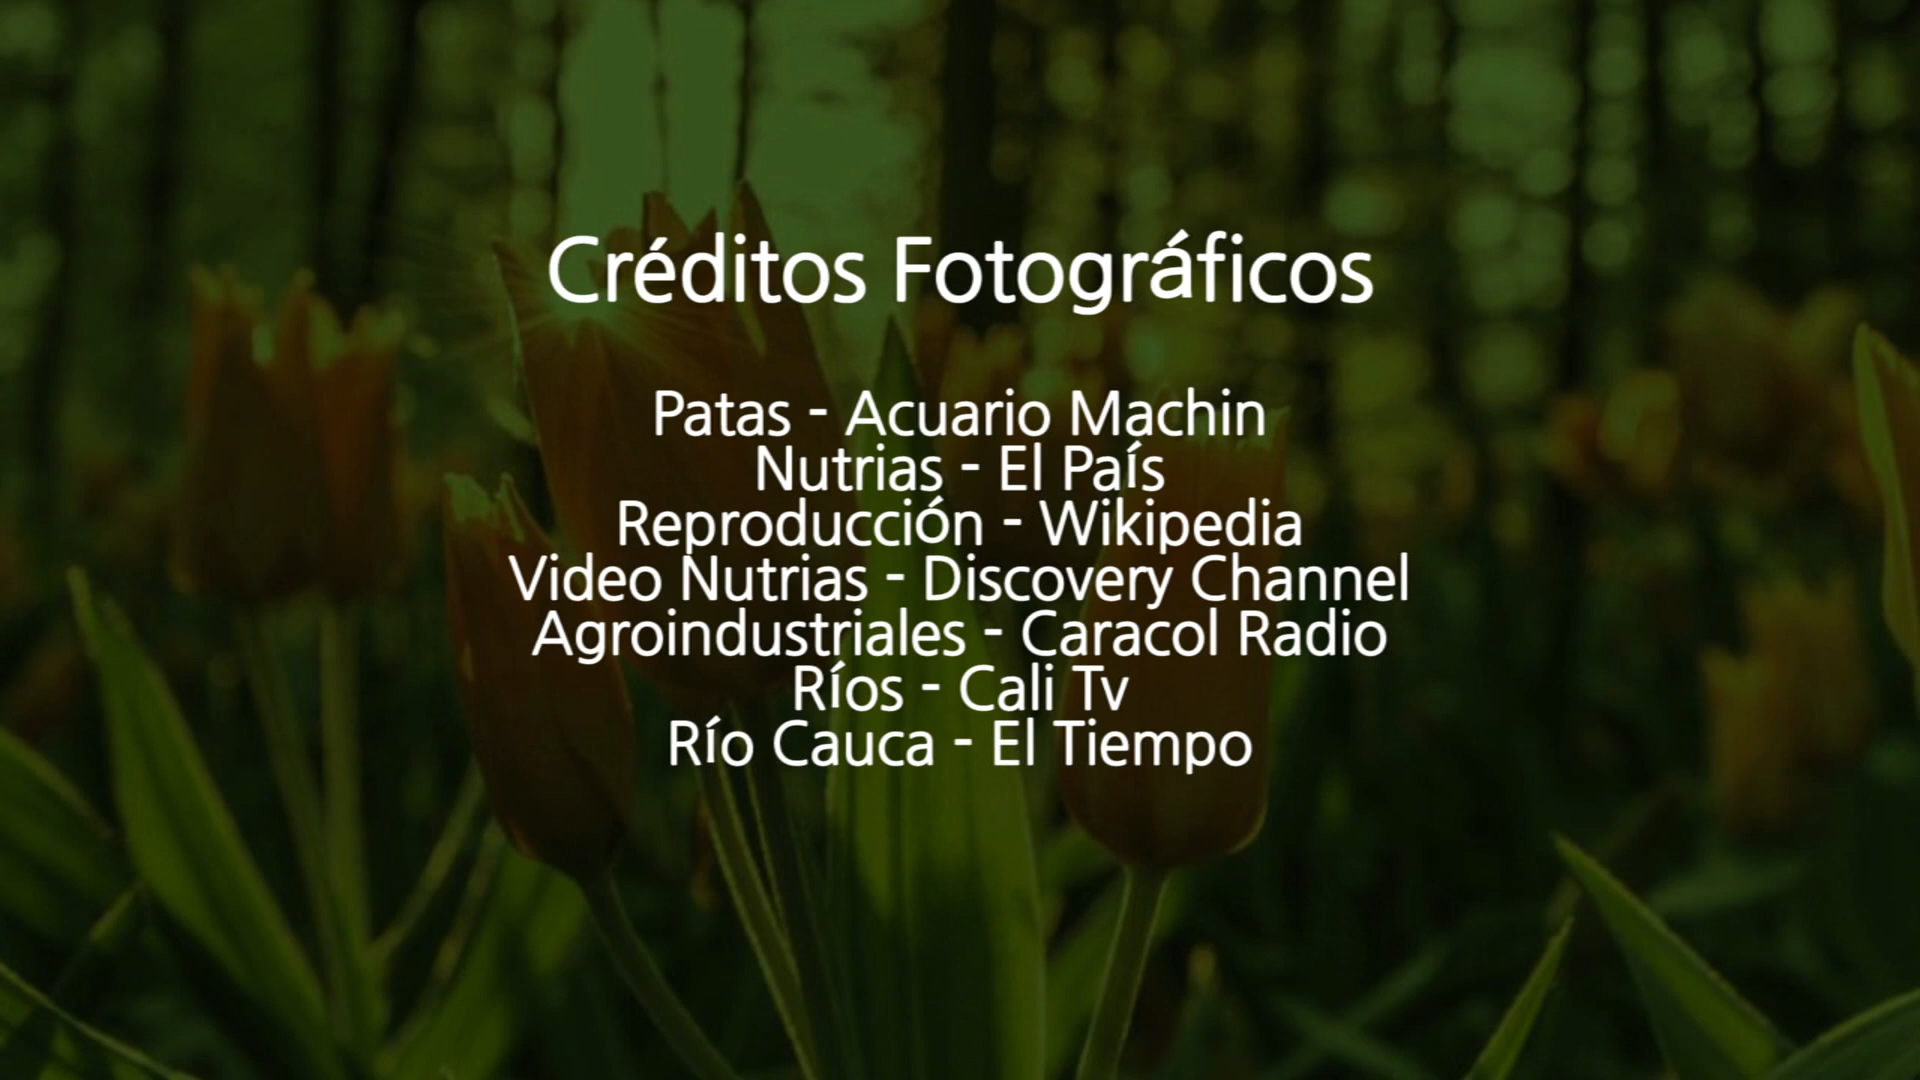 Créditos Fotográficos
Patas - Acuario Machin
Nutrias - El País
Reproducción - Wikipedia
Video Nutrias - Discovery Channel
Agroindustriales - Caracol Radio
Ríos - Cali Tv
Río Cauca - El Tiempo